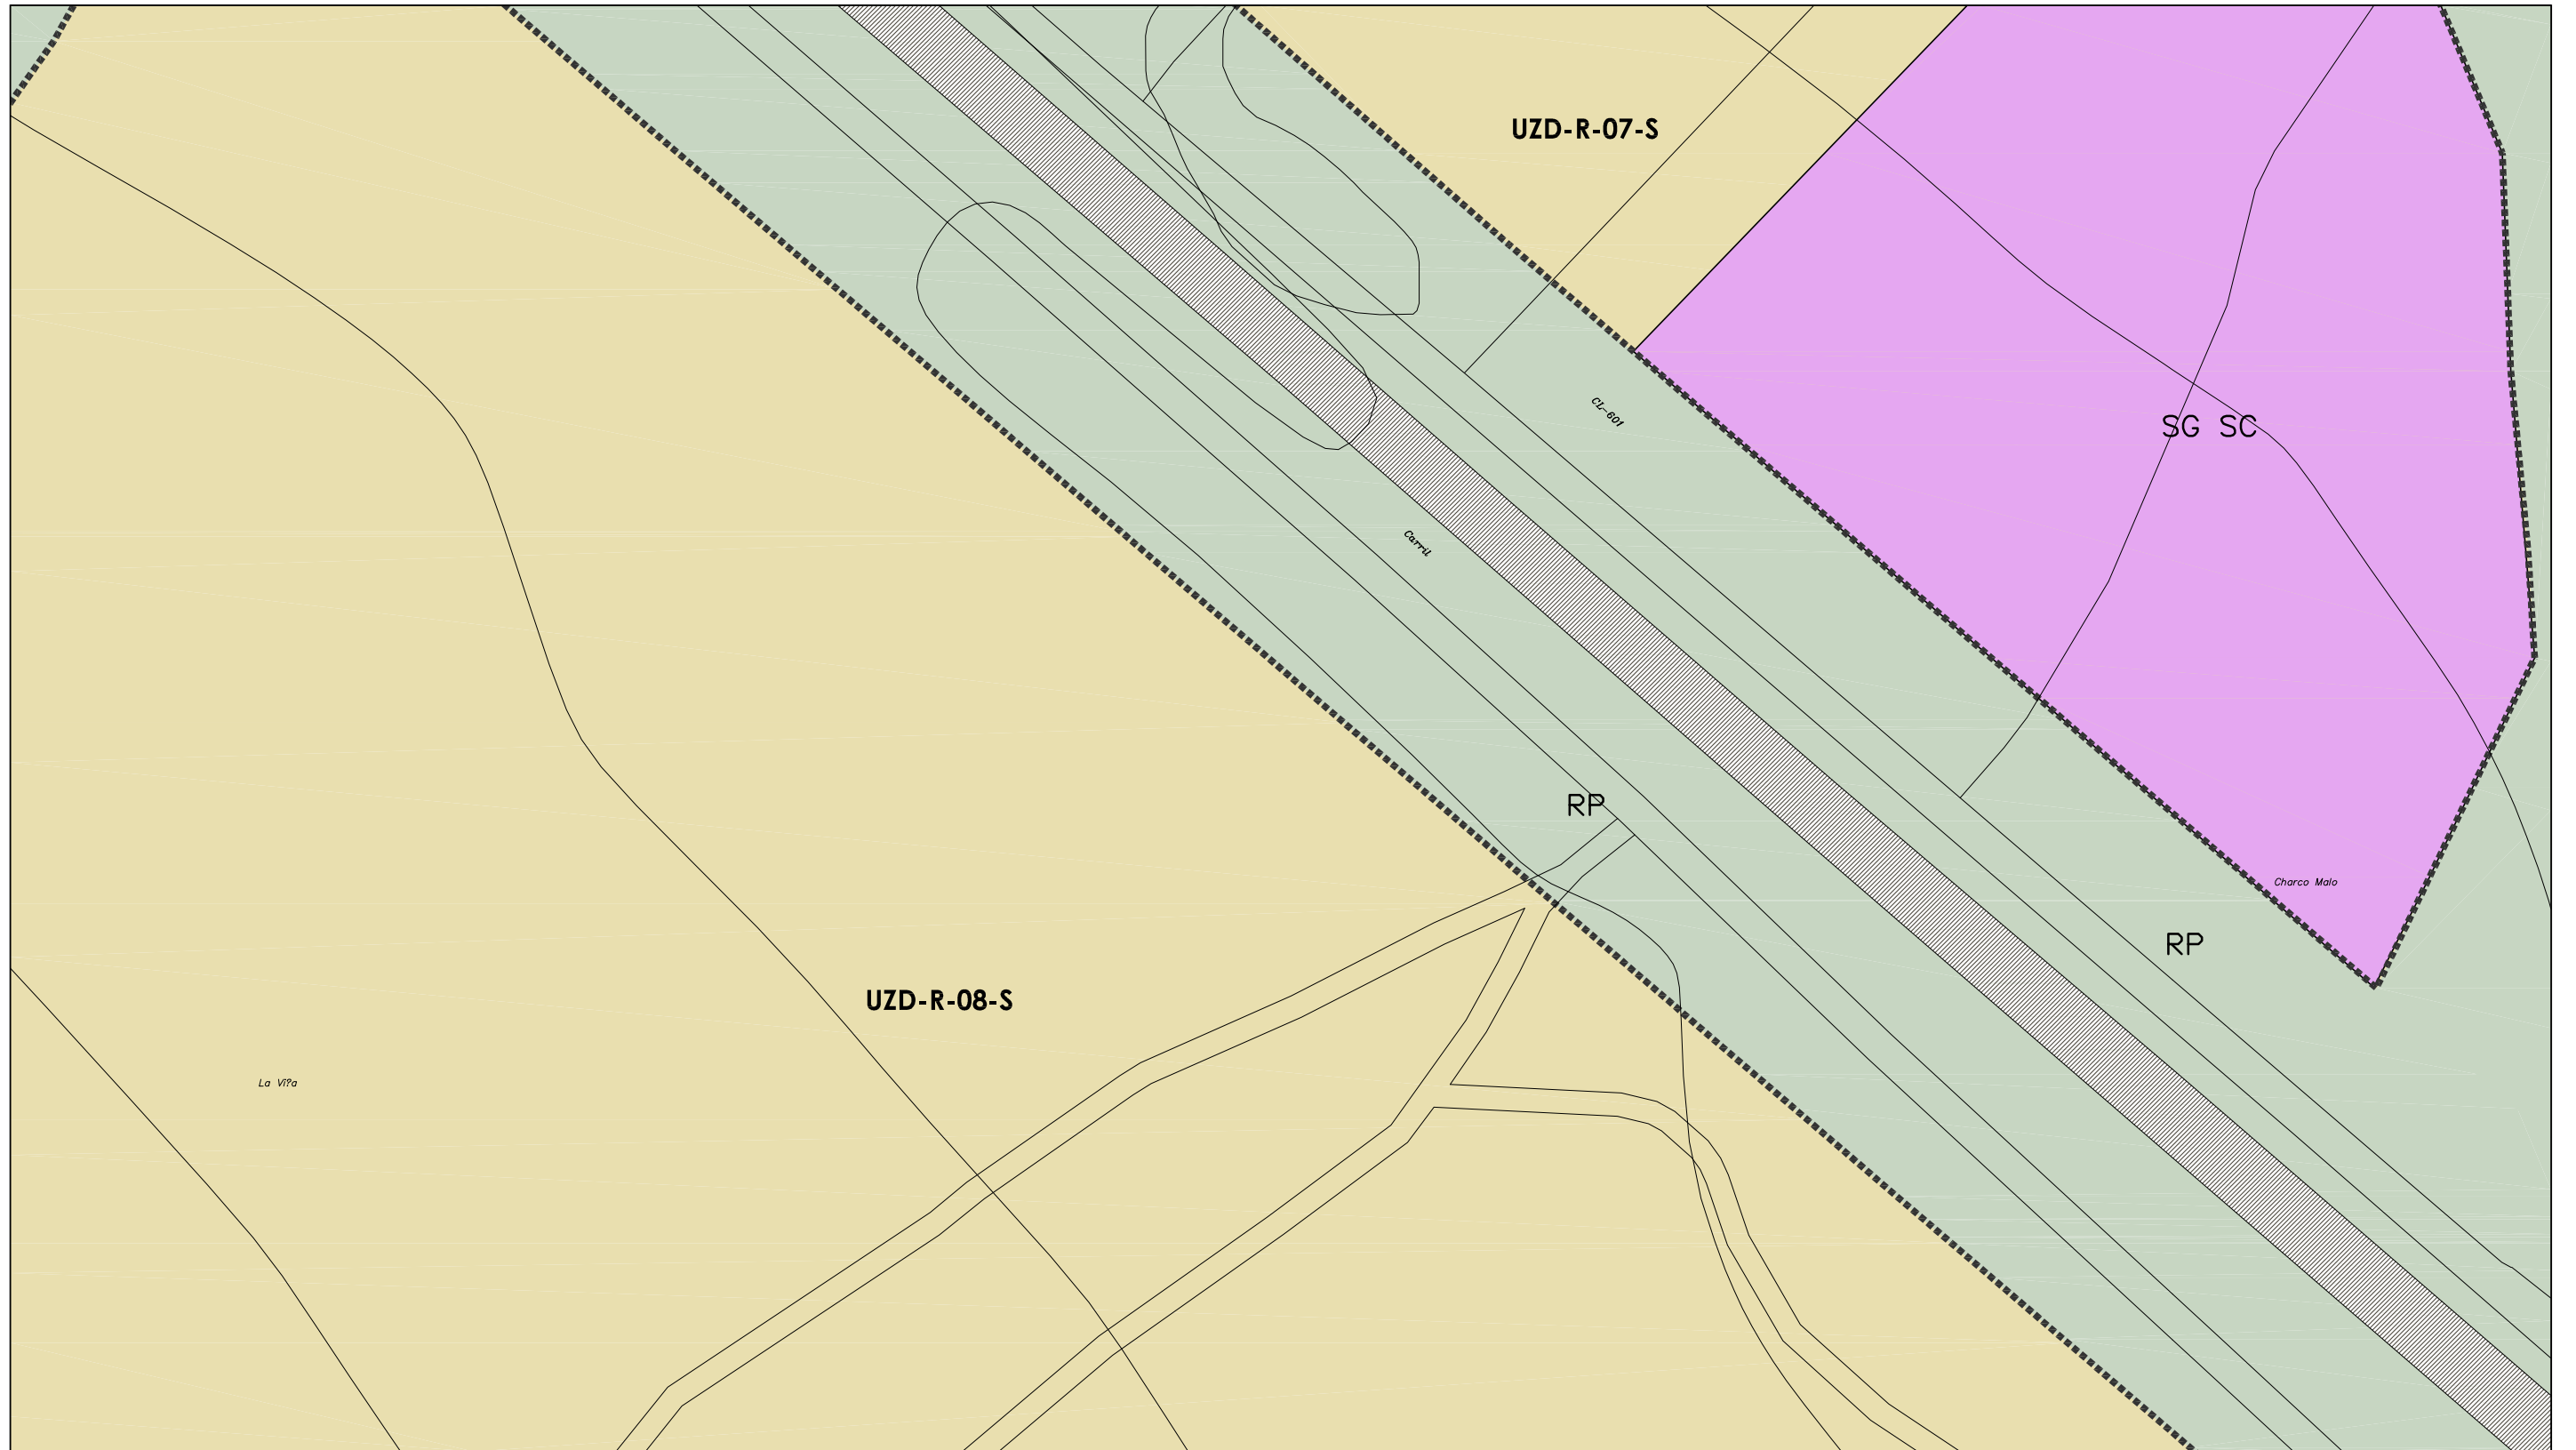 UZD-R-07-S
CL-601
SG SC
Carril
RP
Charco Malo
RP
UZD-R-08-S
La Vi?a